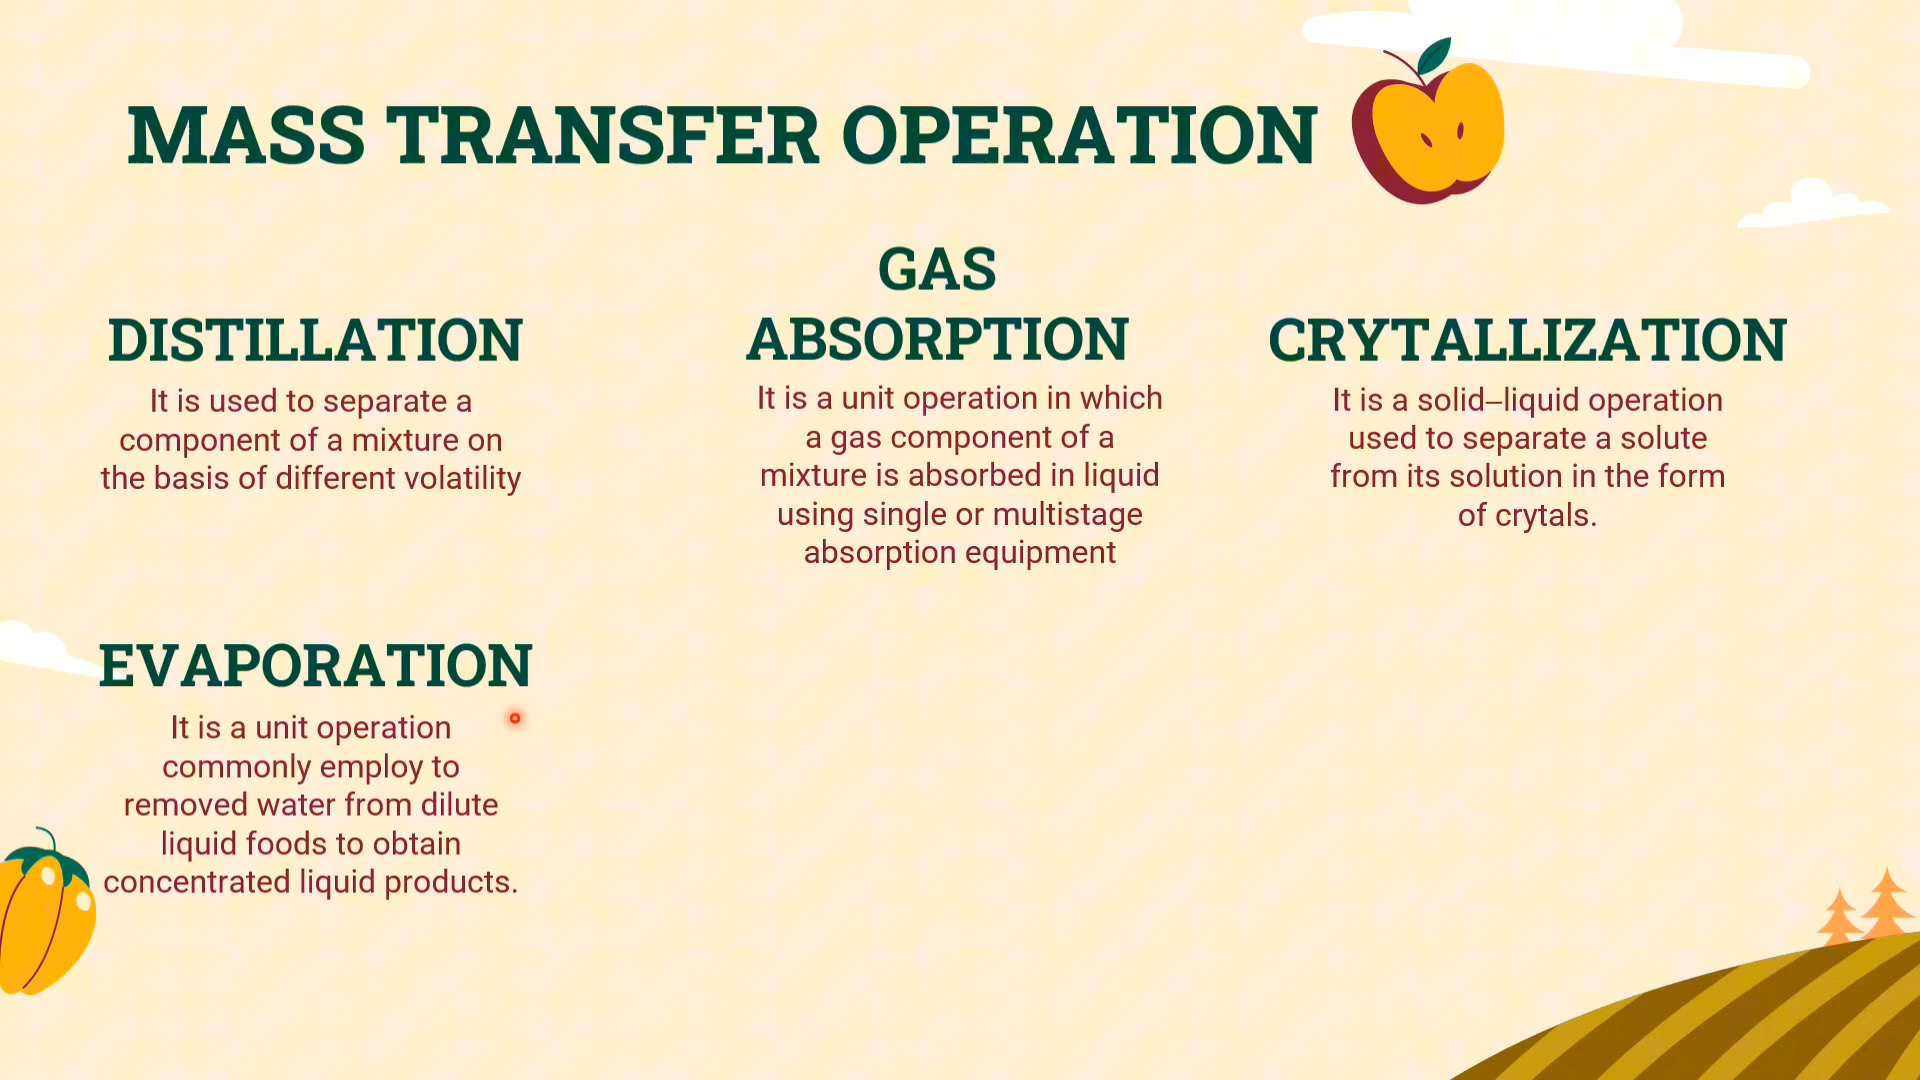 MASS TRANSFER OPERATION
DISTILLATION
It is used to separate a
component of a mixture on
the basis of different volatility
GAS
ABSORPTION
It is a unit operation in which
a gas component of a
mixture is absorbed in liquid
using single or multistage
absorption equipment
CRYTALLIZATION
It is a solid–liquid operation
used to separate a solute
from its solution in the form
of crytals.
EVAPORATION
It is a unit operation
commonly employ to
removed water from dilute
liquid foods to obtain
concentrated liquid products.